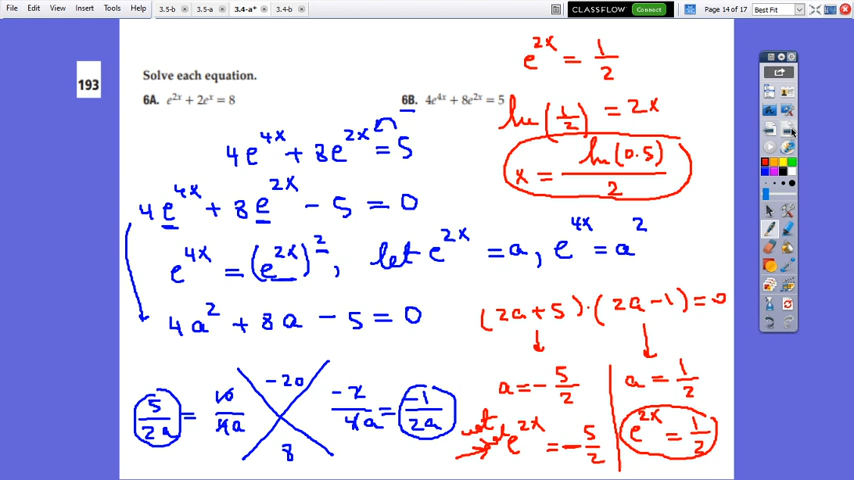 File Edit View Insert Tools Help
3.5-b 3.5-a 3.4-a* 3.4-b
CLASSFLOW Connect
Page 14 of 17
Best Fit
193
Solve each equation.
6A. e^{2x} + 2e^x = 8
6B. 4e^{4x} + 8e^{2x} = 5
4e^{4x} + 8e^{2x} = 5
4e^{4x} + 8e^{2x} - 5 = 0
e^{4x} = (e^{2x})^2, let e^{2x} = a, e^{4x} = a^2
4a^2 + 8a - 5 = 0
5/2a = 10/4a
-20
8
-2/4a = -1/2a
e^{2x} = 1/2
ln(1/2) = 2x
x = ln(0.5)/2
(2a+5)·(2a-1)=0
a = -5/2
a = 1/2
e^{2x} = -5/2
e^{2x} = 1/2